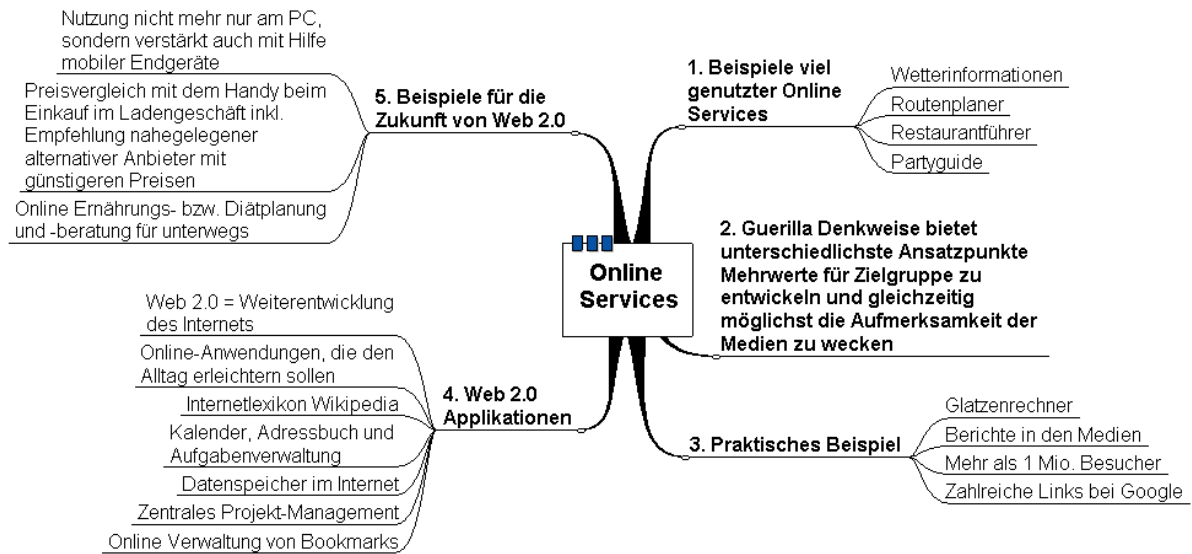 Online
Services
1. Beispiele viel
genutzter Online
Services
Wetterinformationen
Routenplaner
Restaurantführer
Partyguide
2. Guerilla Denkweise bietet
unterschiedlichste Ansatzpunkte
Mehrwerte für Zielgruppe zu
entwickeln und gleichzeitig
möglichst die Aufmerksamkeit der
Medien zu wecken
3. Praktisches Beispiel
Glatzenrechner
Berichte in den Medien
Mehr als 1 Mio. Besucher
Zahlreiche Links bei Google
4. Web 2.0
Applikationen
Web 2.0 = Weiterentwicklung
des Internets
Online-Anwendungen, die den
Alltag erleichtern sollen
Internetlexikon Wikipedia
Kalender, Adressbuch und
Aufgabenverwaltung
Datenspeicher im Internet
Zentrales Projekt-Management
Online Verwaltung von Bookmarks
5. Beispiele für die
Zukunft von Web 2.0
Nutzung nicht mehr nur am PC,
sondern verstärkt auch mit Hilfe
mobiler Endgeräte
Preisvergleich mit dem Handy beim
Einkauf im Ladengeschäft inkl.
Empfehlung nahegelegener
alternativer Anbieter mit
günstigeren Preisen
Online Ernährungs- bzw. Diätplanung
und -beratung für unterwegs